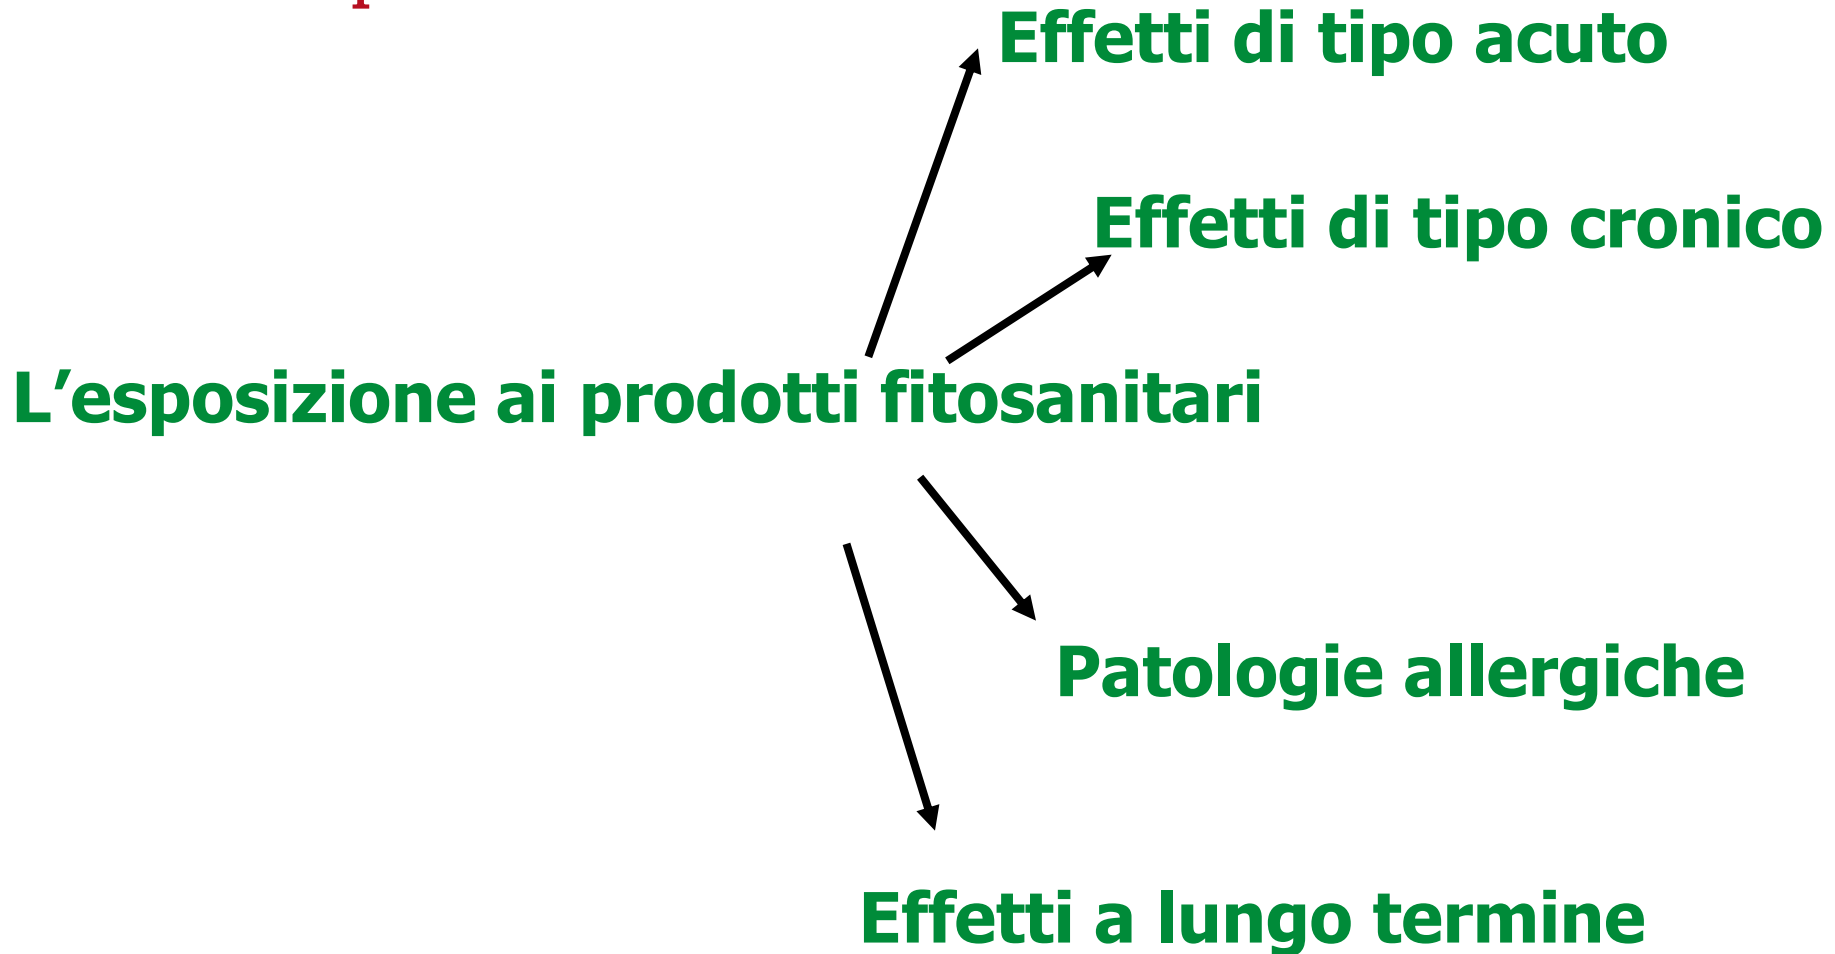 Effetti di tipo acuto
Effetti di tipo cronico
L’esposizione ai prodotti fitosanitari
Patologie allergiche
Effetti a lungo termine